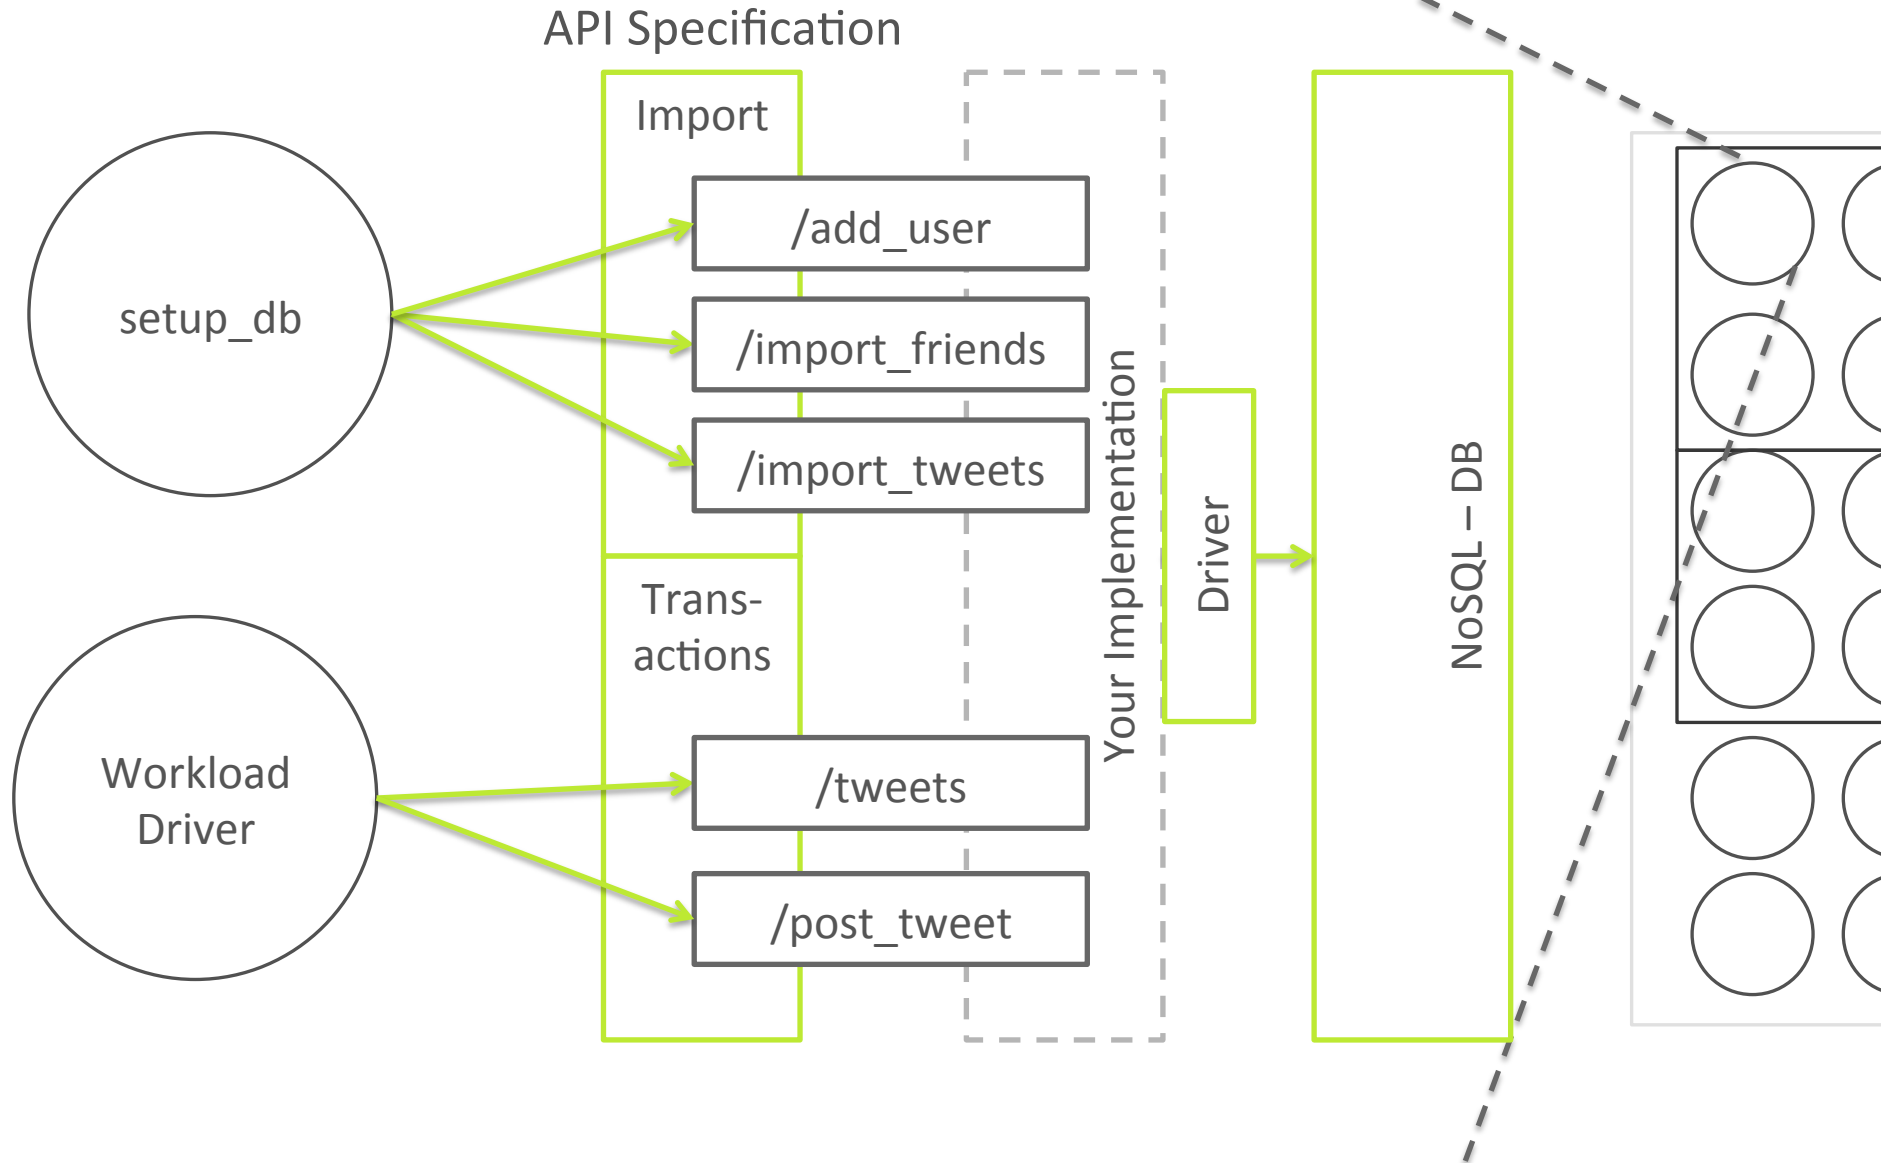 API Specification
Import
/add_user
setup_db
/import_friends
/import_tweets
Trans-
actions
Workload
Driver
/tweets
/post_tweet
Your Implementation
Driver
NoSQL – DB